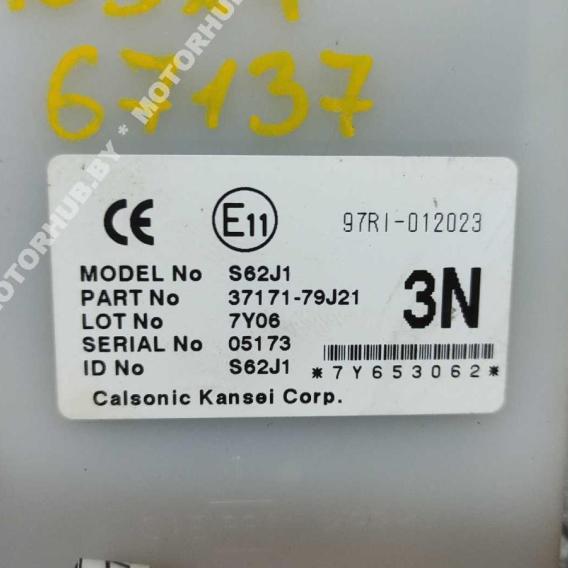 67137
MOTORHUB.BY * MOTORHUB
CE E11 97RI-012023
MODEL No S62J1
PART No 37171-79J21
LOT No 7Y06
SERIAL No 05173
ID No S62J1
3N
*7Y653062*
Calsonic Kansei Corp.